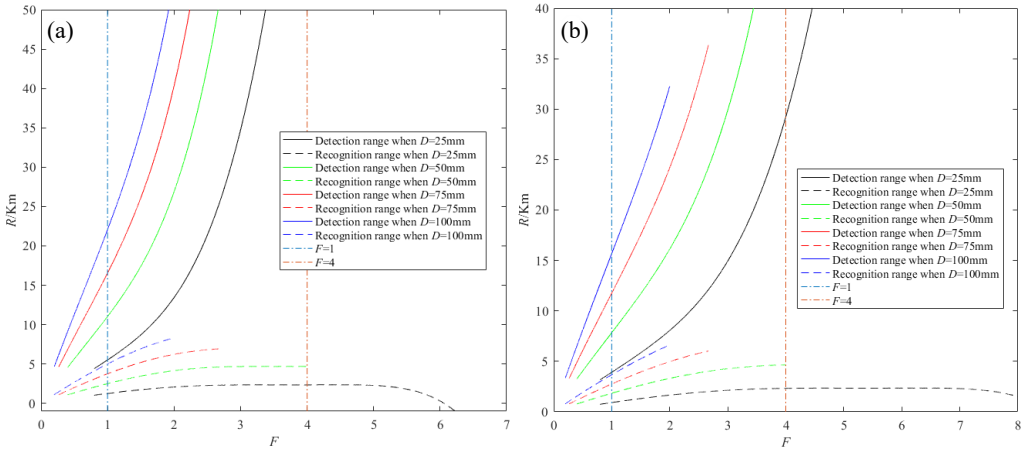 (a)
50
45
40
35
30
25
20
15
10
5
0
R/Km
0 1 2 3 4 5 6 7
F
Detection range when D=25mm
Recognition range when D=25mm
Detection range when D=50mm
Recognition range when D=50mm
Detection range when D=75mm
Recognition range when D=75mm
Detection range when D=100mm
Recognition range when D=100mm
F=1
F=4
(b)
40
35
30
25
20
15
10
5
0
R/Km
0 1 2 3 4 5 6 7 8
F
Detection range when D=25mm
Recognition range when D=25mm
Detection range when D=50mm
Recognition range when D=50mm
Detection range when D=75mm
Recognition range when D=75mm
Detection range when D=100mm
Recognition range when D=100mm
F=1
F=4